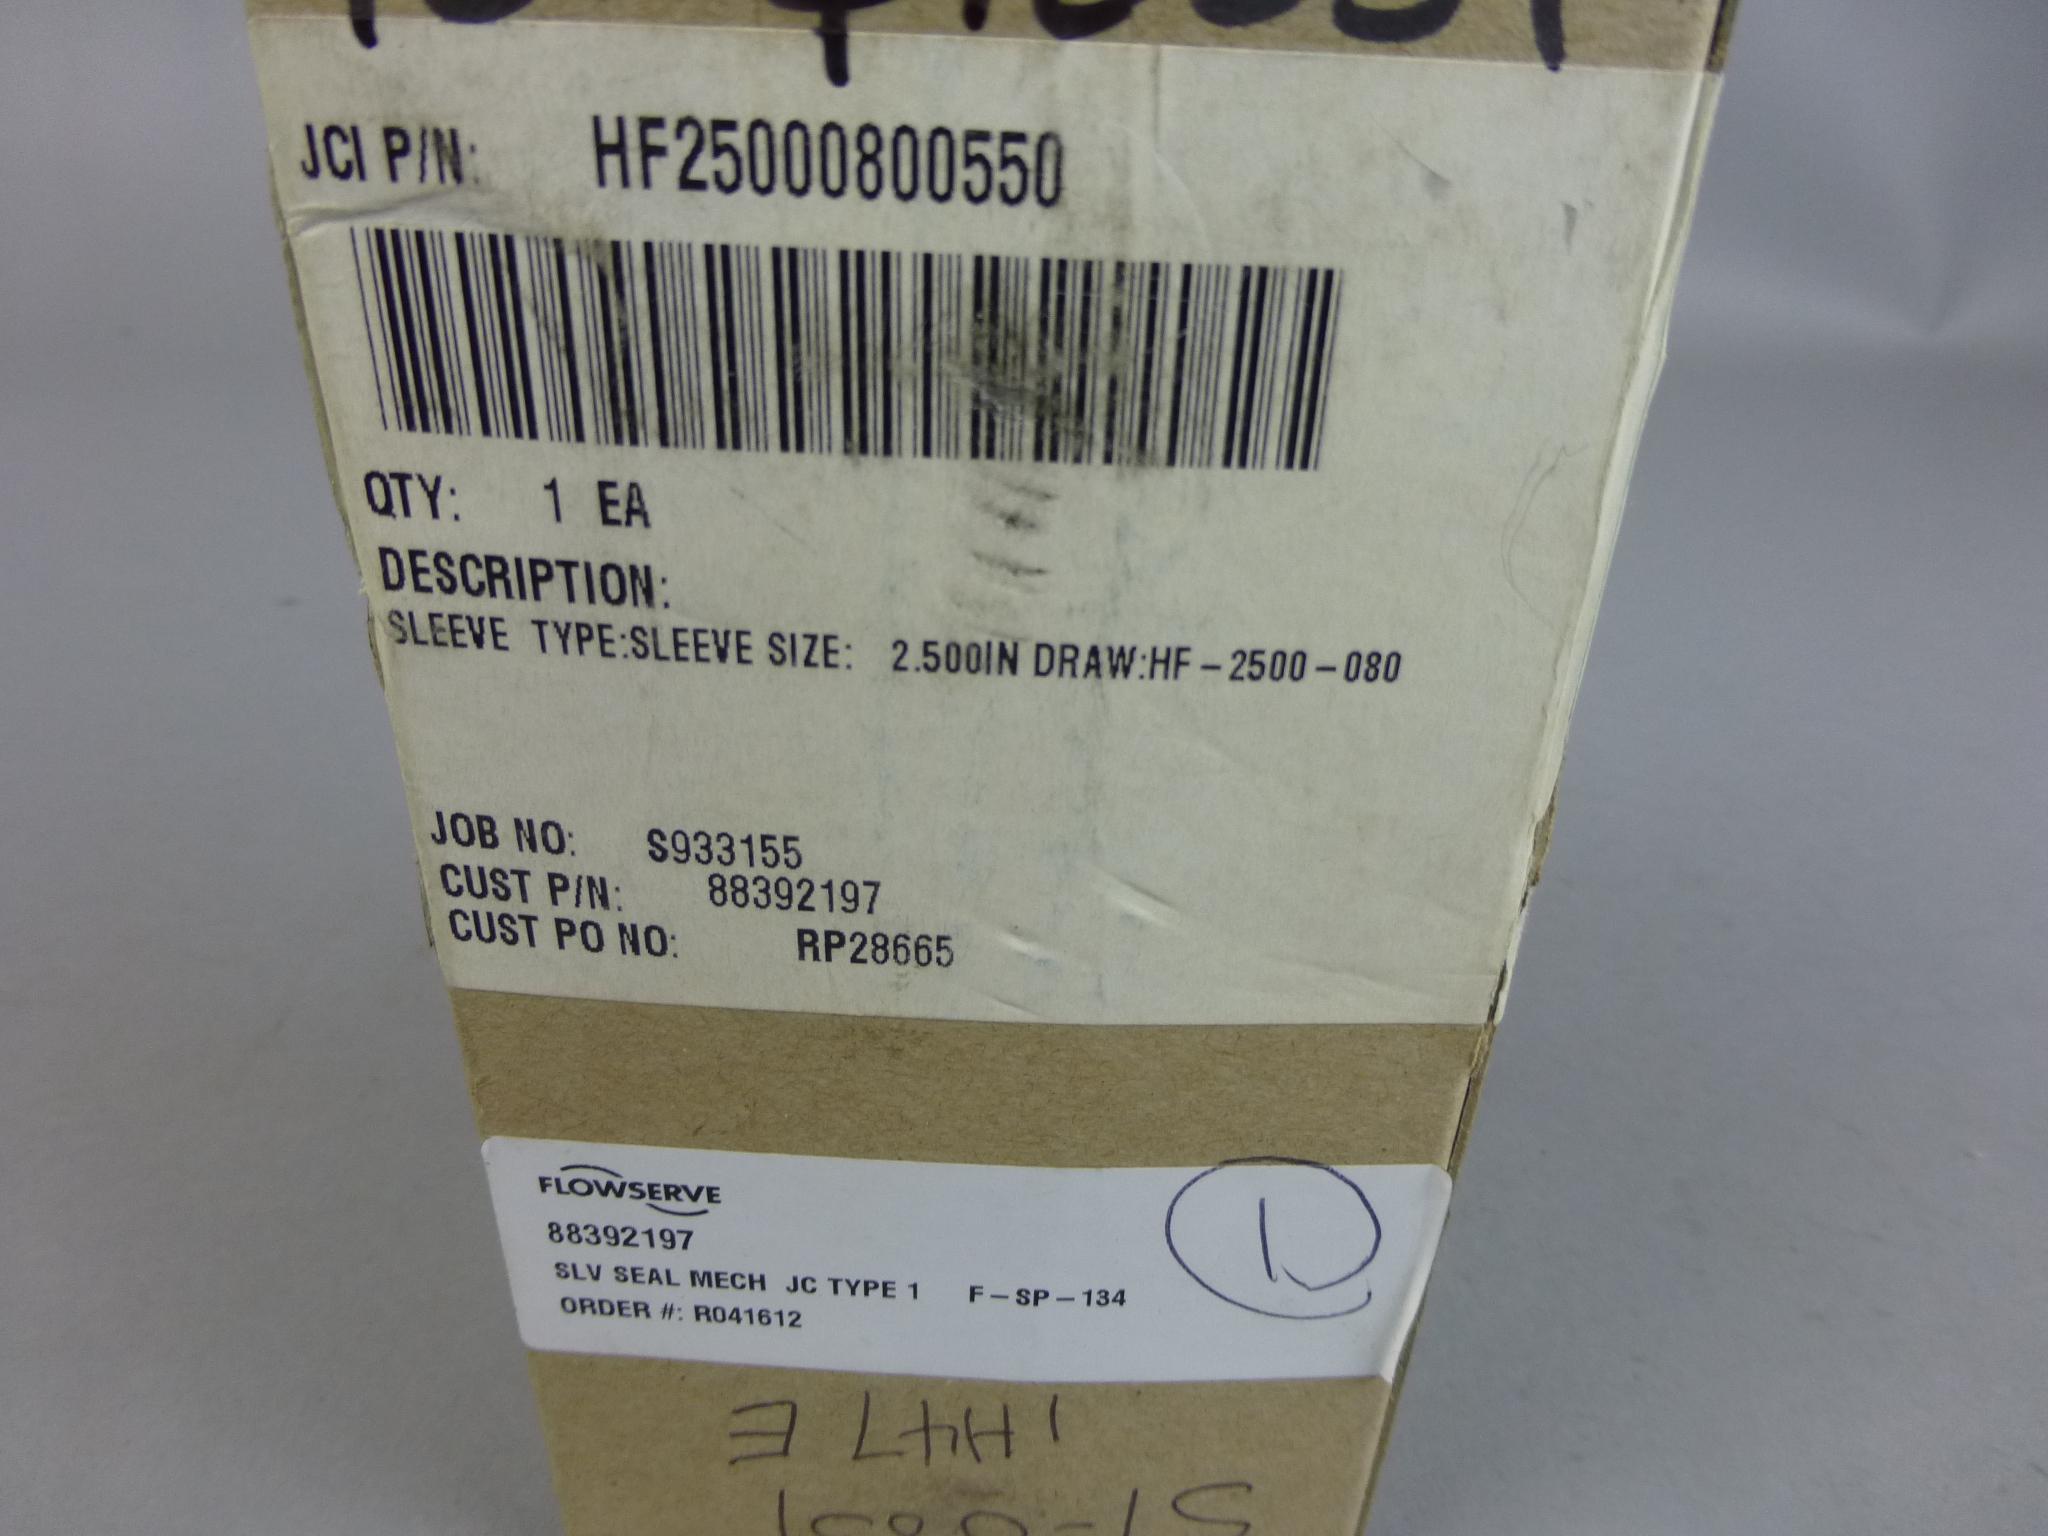 JCI P/N: HF25000800550
QTY: 1 EA
DESCRIPTION:
SLEEVE TYPE:SLEEVE SIZE: 2.500IN DRAW:HF-2500-080
JOB NO: S933155
CUST P/N: 88392197
CUST PO NO: RP28665
FLOWSERVE
88392197
SLV SEAL MECH JC TYPE 1 F-SP-134
ORDER #: R041612
1
1H47E